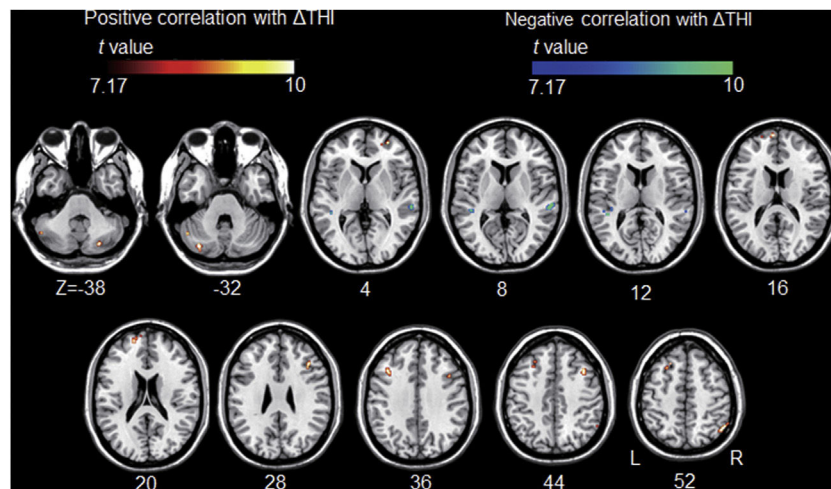 Positive correlation with ΔTHI
Negative correlation with ΔTHI
t value
t value
7.17 10
7.17 10
Z=-38 -32 4 8 12 16
L R
20 28 36 44 52